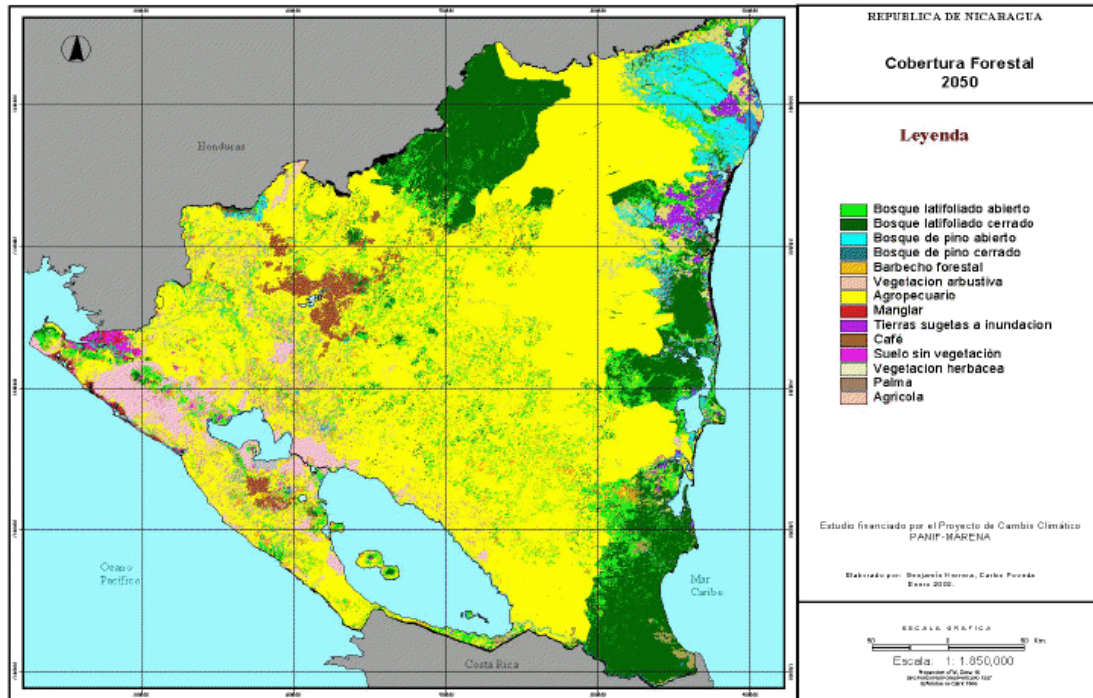 REPUBLICA DE NICARAGUA
Cobertura Forestal
2050
Leyenda
Bosque latifoliado abierto
Bosque latifoliado cerrado
Bosque de pino abierto
Bosque de pino cerrado
Barbecho forestal
Vegetacion arbustiva
Agropecuario
Manglar
Tierras sugetas a inundacion
Café
Suelo sin vegetación
Vegetacion herbacea
Palma
Agricola
Honduras
Oceano
Pacífico
Mar
Caribe
Costa Rica
Estudio financiado por el Proyecto de Cambio Climático
PANIF-MARENA
Elaborado por: Benjamin Herrera, Carlos Poveda
Enero 2000.
ESCALA GRAFICA
50 0 50 Km.
Escala: 1: 1.850,000